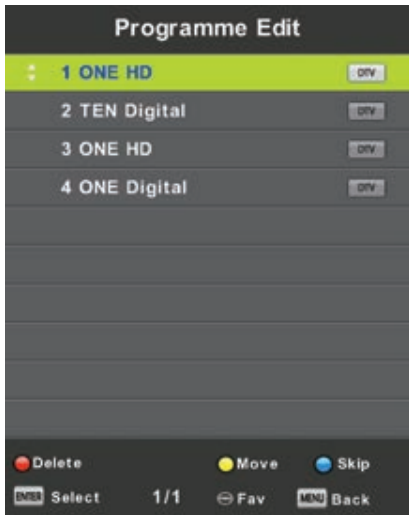 Programme Edit
1 ONE HD DTV
2 TEN Digital DTV
3 ONE HD DTV
4 ONE Digital DTV
Delete Move Skip
ENTER Select 1/1 Fav MENU Back